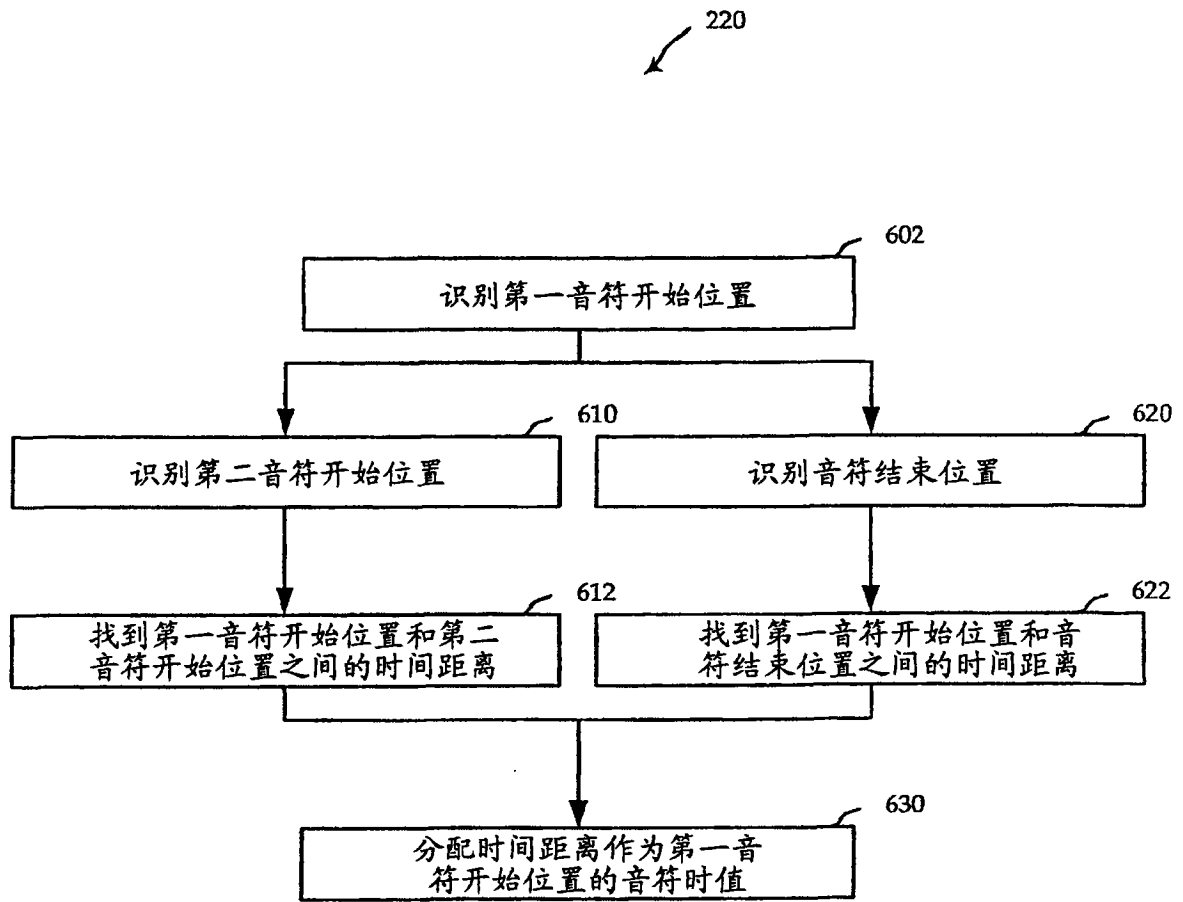 220
602
识别第一音符开始位置
610
识别第二音符开始位置
620
识别音符结束位置
612
找到第一音符开始位置和第二
音符开始位置之间的时间距离
622
找到第一音符开始位置和音
符结束位置之间的时间距离
630
分配时间距离作为第一音
符开始位置的音符时值